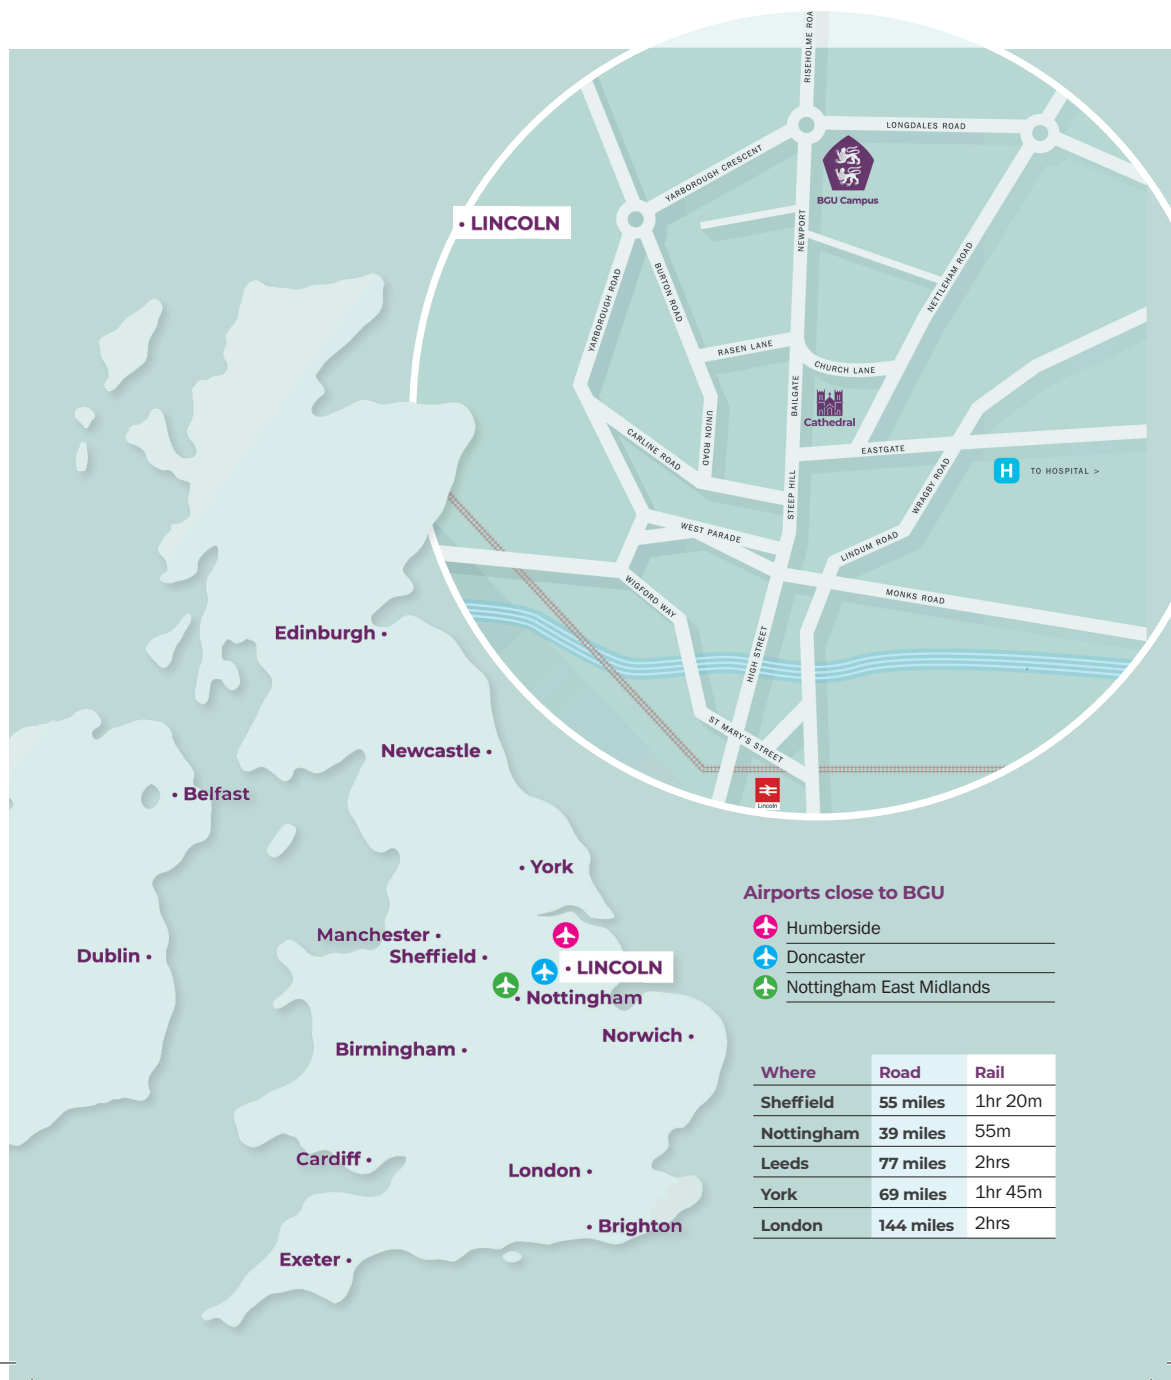 RISEHOLME ROA
LONGDALES ROAD
YARBOROUGH CRESCENT
BGU Campus
• LINCOLN
NEWPORT
NETTLEHAM ROAD
BURTON ROAD
YARBOROUGH ROAD
RASEN LANE
CHURCH LANE
BAILGATE
Cathedral
UNION ROAD
CARLINE ROAD
EASTGATE
H
TO HOSPITAL >
WRAGBY ROAD
STEEP HILL
WEST PARADE
LINDUM ROAD
WIGFORD WAY
MONKS ROAD
HIGH STREET
ST MARY'S STREET
Lincoln
Edinburgh •
Newcastle •
• Belfast
• York
Manchester •
Dublin •
Sheffield •
• LINCOLN
• Nottingham
Norwich •
Birmingham •
Cardiff •
London •
• Brighton
Exeter •
Airports close to BGU
Humberside
Doncaster
Nottingham East Midlands
Where Road Rail
Sheffield 55 miles 1hr 20m
Nottingham 39 miles 55m
Leeds 77 miles 2hrs
York 69 miles 1hr 45m
London 144 miles 2hrs